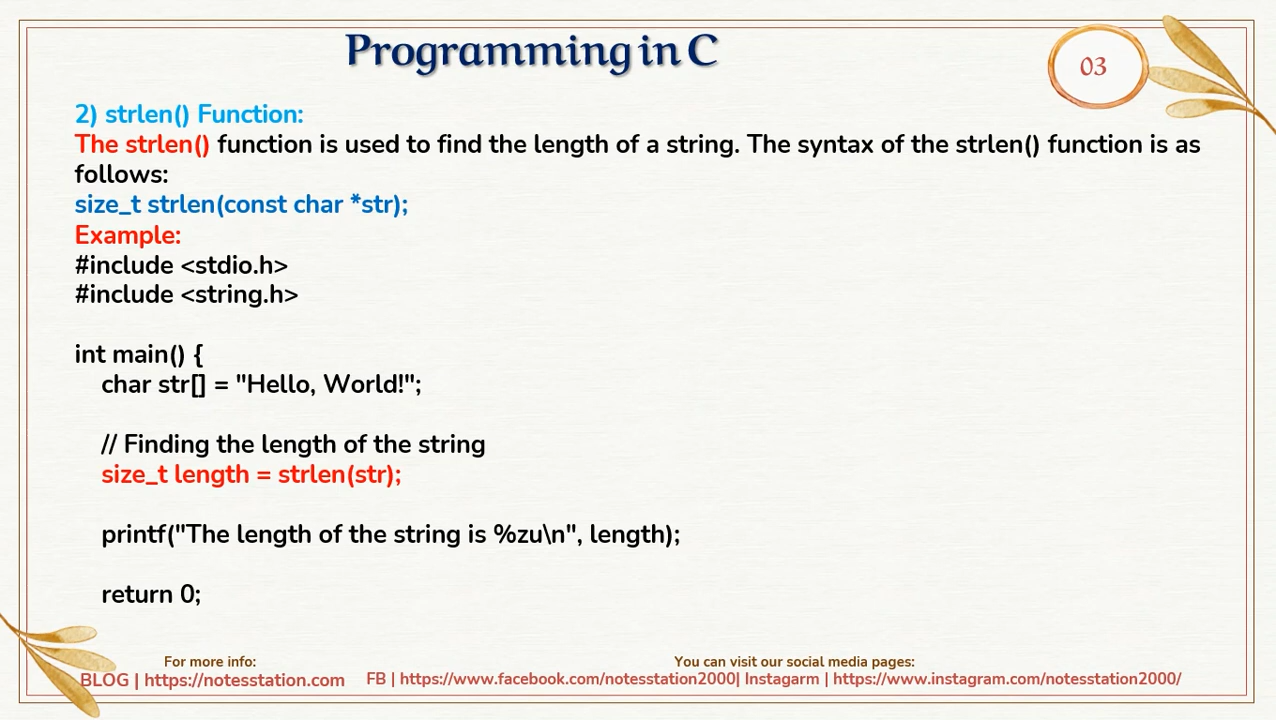 Programming in C
03
2) strlen() Function:
The strlen() function is used to find the length of a string. The syntax of the strlen() function is as
follows:
size_t strlen(const char *str);
Example:
#include <stdio.h>
#include <string.h>
int main() {
char str[] = "Hello, World!";
// Finding the length of the string
size_t length = strlen(str);
printf("The length of the string is %zu\n", length);
return 0;
For more info:
BLOG | https://notesstation.com
You can visit our social media pages:
FB | https://www.facebook.com/notesstation2000| Instagarm | https://www.instagram.com/notesstation2000/